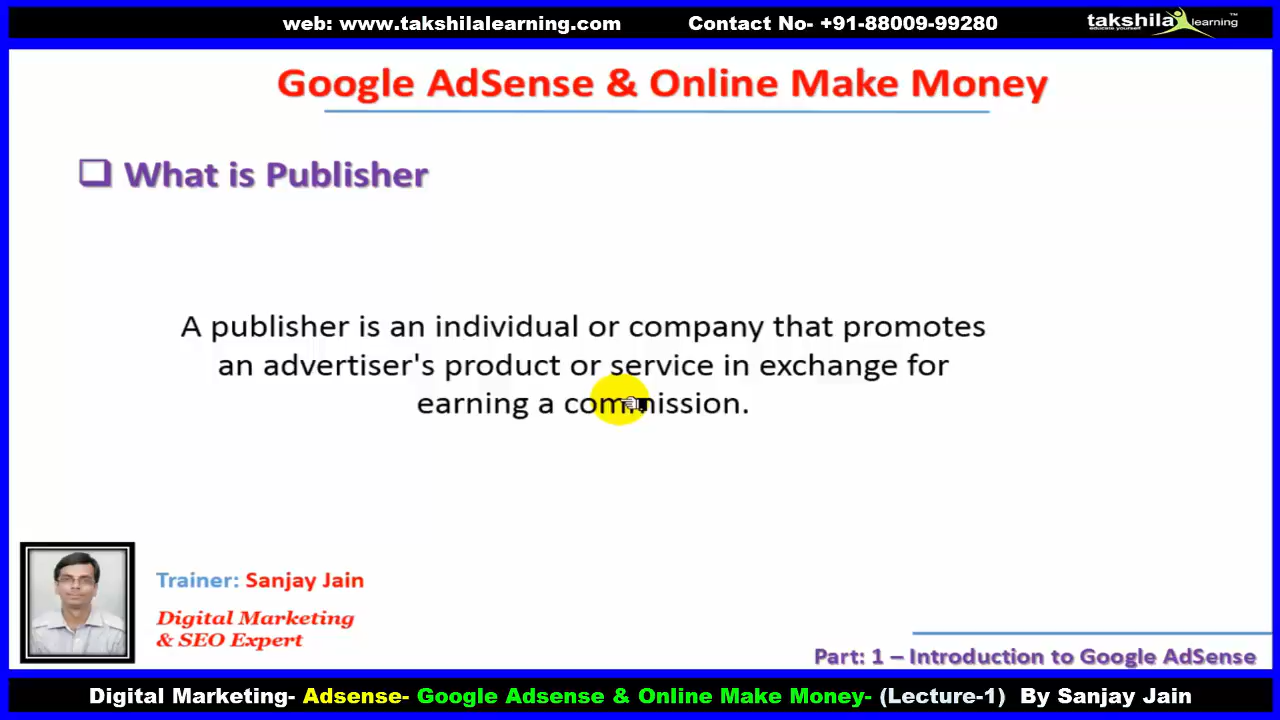 web: www.takshilalearning.com Contact No- +91-88009-99280
takshila learning ™
educate yourself
Google AdSense & Online Make Money
What is Publisher
A publisher is an individual or company that promotes
an advertiser's product or service in exchange for
earning a commission.
Trainer: Sanjay Jain
Digital Marketing
& SEO Expert
Part: 1 – Introduction to Google AdSense
Digital Marketing- Adsense- Google Adsense & Online Make Money- (Lecture-1) By Sanjay Jain